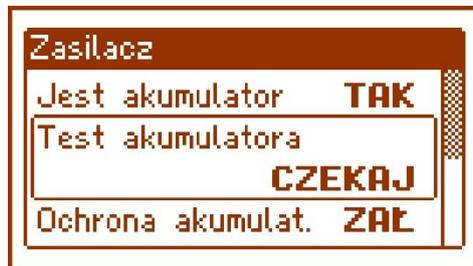 Zasilacz
Jest akumulator TAK
Test akumulatora
CZEKAJ
Ochrona akumulat. ZAŁ